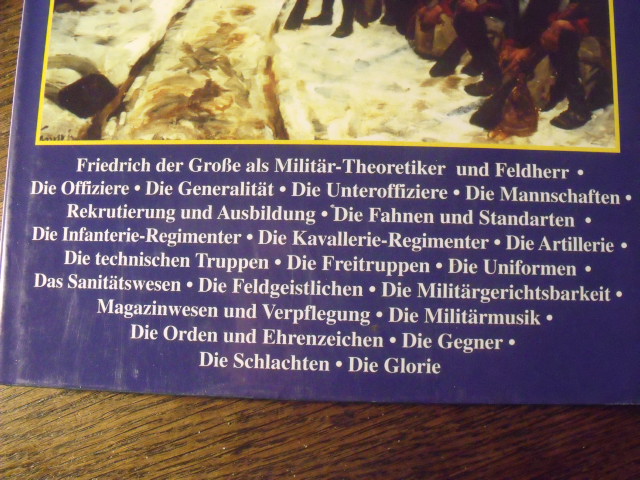 Friedrich der Große als Militär-Theoretiker und Feldherr •
Die Offiziere • Die Generalität • Die Unteroffiziere • Die Mannschaften •
Rekrutierung und Ausbildung • Die Fahnen und Standarten •
Die Infanterie-Regimenter • Die Kavallerie-Regimenter • Die Artillerie •
Die technischen Truppen • Die Freitruppen • Die Uniformen •
Das Sanitätswesen • Die Feldgeistlichen • Die Militärgerichtsbarkeit •
Magazinwesen und Verpflegung • Die Militärmusik •
Die Orden und Ehrenzeichen • Die Gegner •
Die Schlachten • Die Glorie